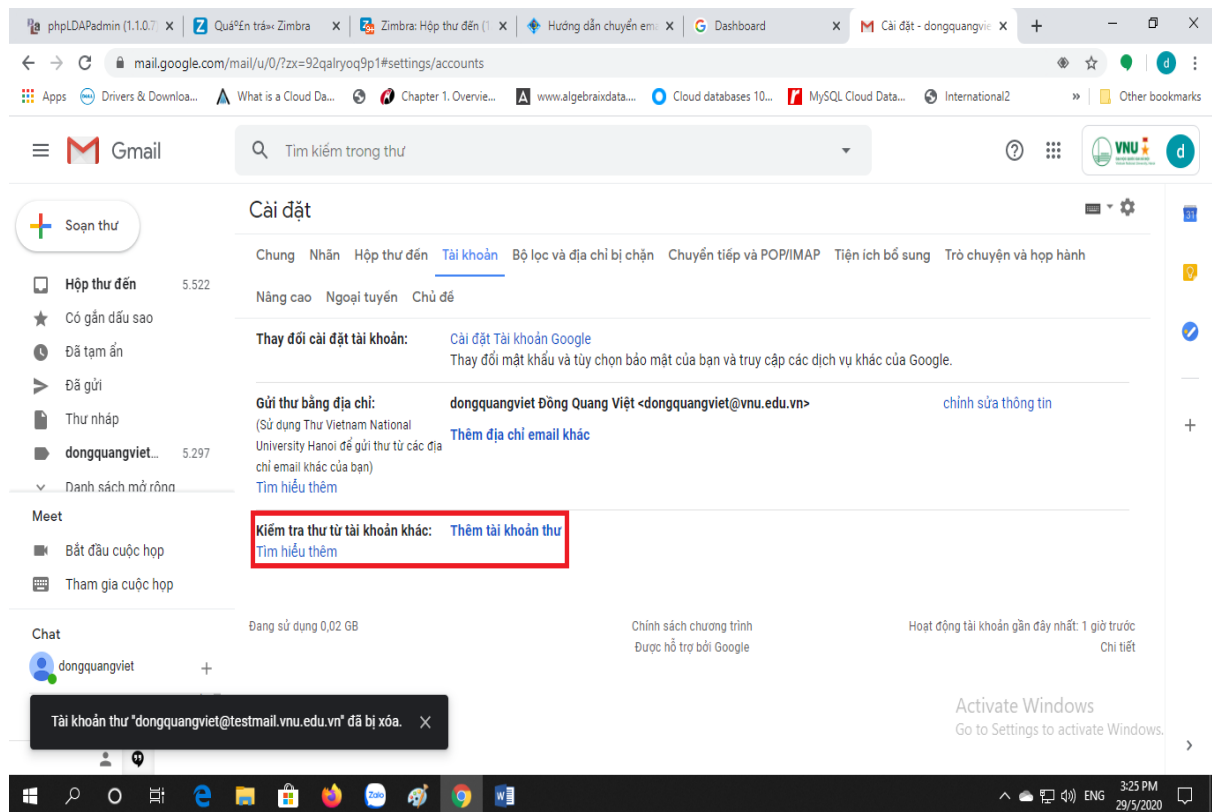 phpLDAPadmin (1.1.0.7)
Quáº£n trá»‹ Zimbra
Zimbra: Hộp thư đến (1
Hướng dẫn chuyển ema
Dashboard
Cài đặt - dongquangvie
mail.google.com/mail/u/0/?zx=92qalryoq9p1#settings/accounts
d
Apps
Drivers & Downloa...
What is a Cloud Da...
Chapter 1. Overvie...
www.algebraixdata....
Cloud databases 10...
MySQL Cloud Data...
International2
»
Other bookmarks
Gmail
Tìm kiếm trong thư
VNU
d
Soạn thư
Cài đặt
31
Chung Nhãn Hộp thư đến Tài khoản Bộ lọc và địa chỉ bị chặn Chuyển tiếp và POP/IMAP Tiện ích bổ sung Trò chuyện và họp hành
Nâng cao Ngoại tuyến Chủ đề
Hộp thư đến 5.522
Có gắn dấu sao
Đã tạm ẩn
Đã gửi
Thư nháp
dongquangviet... 5.297
Danh sách mở rộng
Thay đổi cài đặt tài khoản: Cài đặt Tài khoản Google
Thay đổi mật khẩu và tùy chọn bảo mật của bạn và truy cập các dịch vụ khác của Google.
Gửi thư bằng địa chỉ: dongquangviet Đồng Quang Việt <dongquangviet@vnu.edu.vn> chỉnh sửa thông tin
(Sử dụng Thư Vietnam National
University Hanoi để gửi thư từ các địa
chỉ email khác của bạn)
Thêm địa chỉ email khác
Tìm hiểu thêm
Kiểm tra thư từ tài khoản khác: Thêm tài khoản thư
Tìm hiểu thêm
Meet
Bắt đầu cuộc họp
Tham gia cuộc họp
Chat
dongquangviet
Đang sử dụng 0,02 GB
Chính sách chương trình
Được hỗ trợ bởi Google
Hoạt động tài khoản gần đây nhất: 1 giờ trước
Chi tiết
Tài khoản thư "dongquangviet@testmail.vnu.edu.vn" đã bị xóa.
Activate Windows
Go to Settings to activate Windows.
Zalo
ENG
3:25 PM
29/5/2020